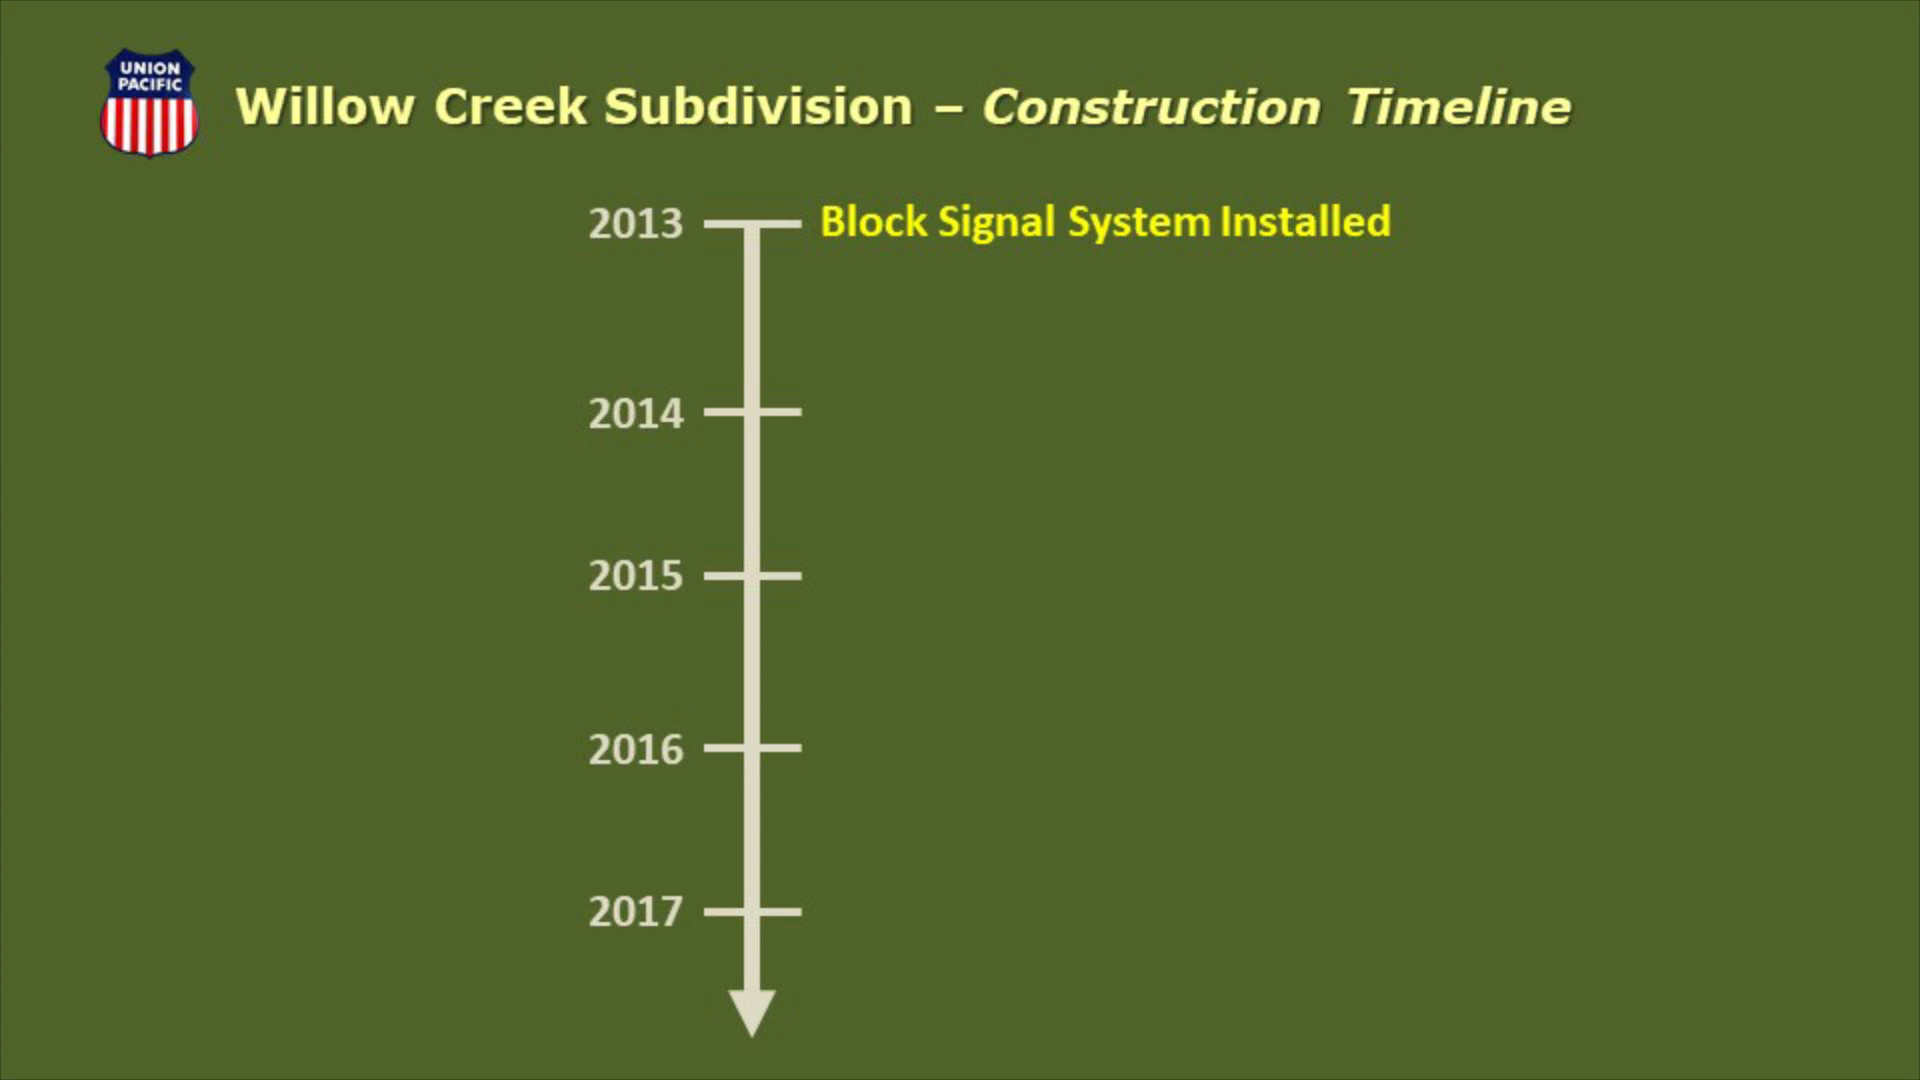 UNION
PACIFIC
Willow Creek Subdivision – Construction Timeline
2013 Block Signal System Installed
2014
2015
2016
2017